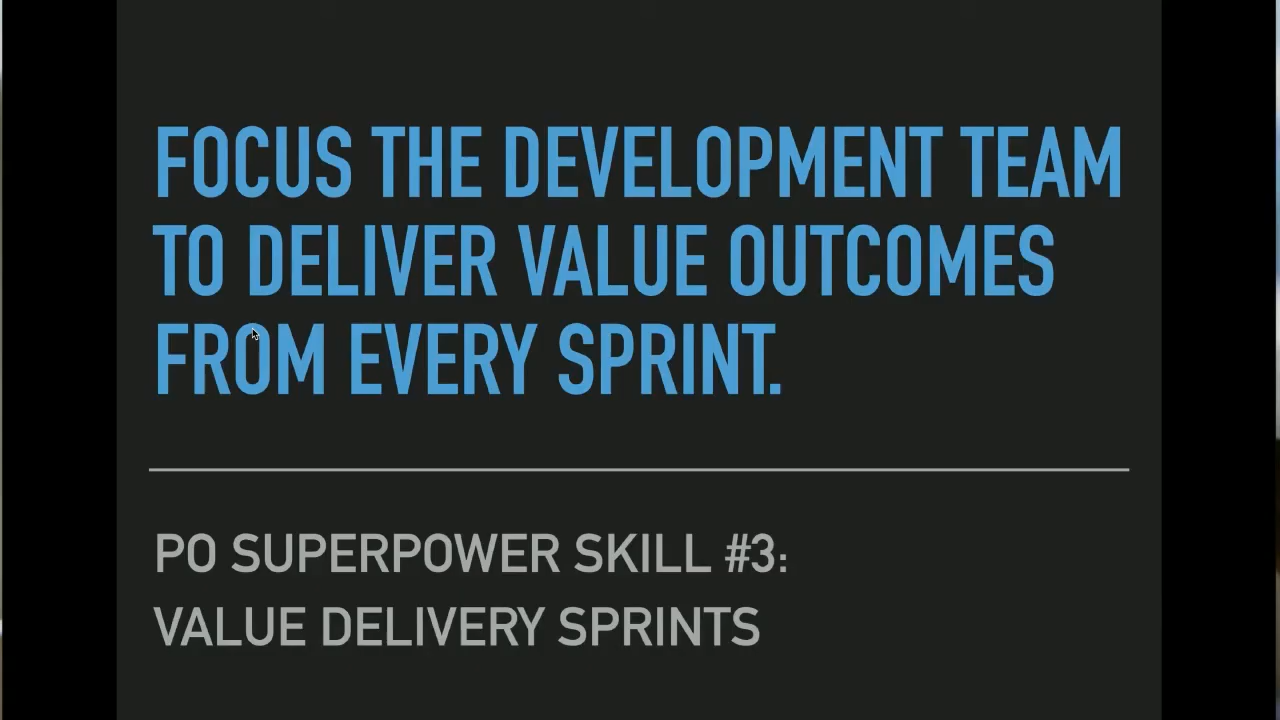 FOCUS THE DEVELOPMENT TEAM
TO DELIVER VALUE OUTCOMES
FROM EVERY SPRINT.
PO SUPERPOWER SKILL #3:
VALUE DELIVERY SPRINTS